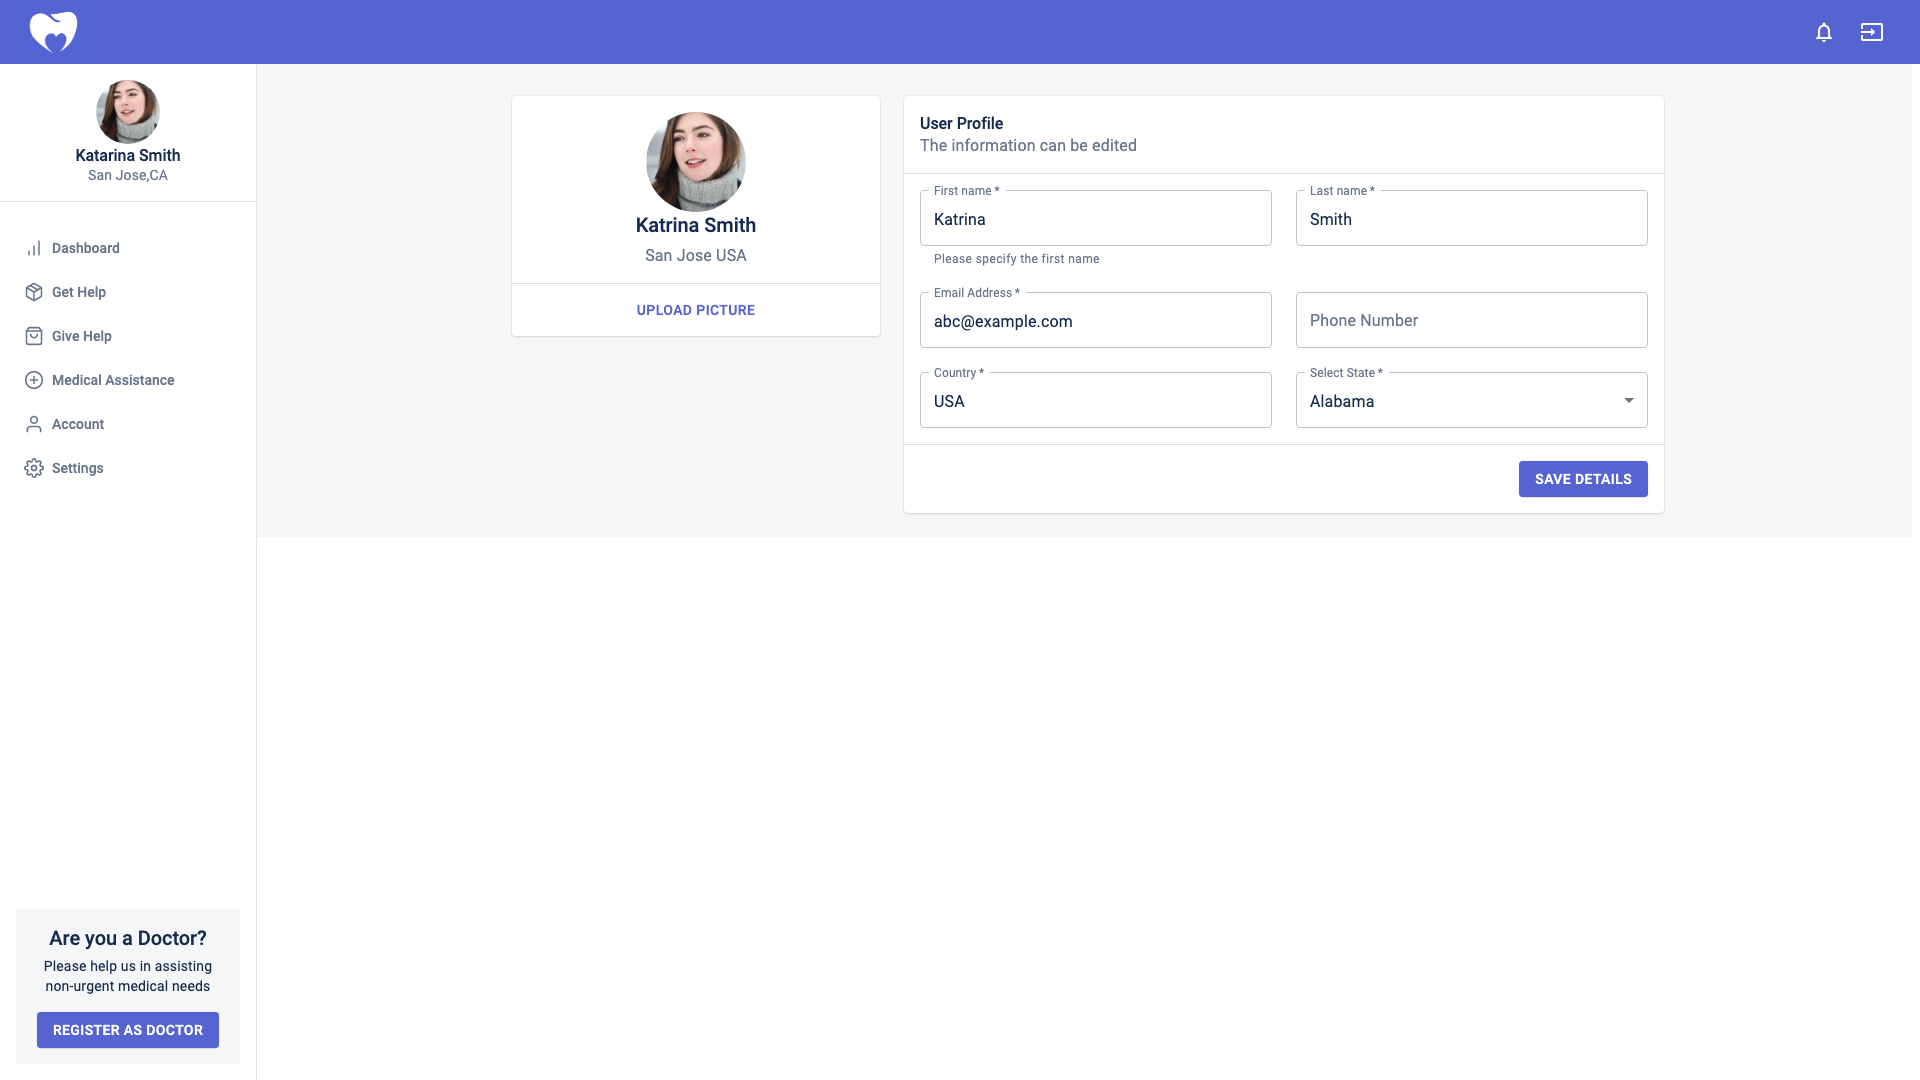 Katarina Smith
San Jose,CA
Dashboard
Get Help
Give Help
Medical Assistance
Account
Settings
Are you a Doctor?
Please help us in assisting
non-urgent medical needs
REGISTER AS DOCTOR
Katrina Smith
San Jose USA
UPLOAD PICTURE
User Profile
The information can be edited
First name *
Katrina
Please specify the first name
Last name *
Smith
Email Address *
abc@example.com
Phone Number
Country *
USA
Select State *
Alabama
SAVE DETAILS